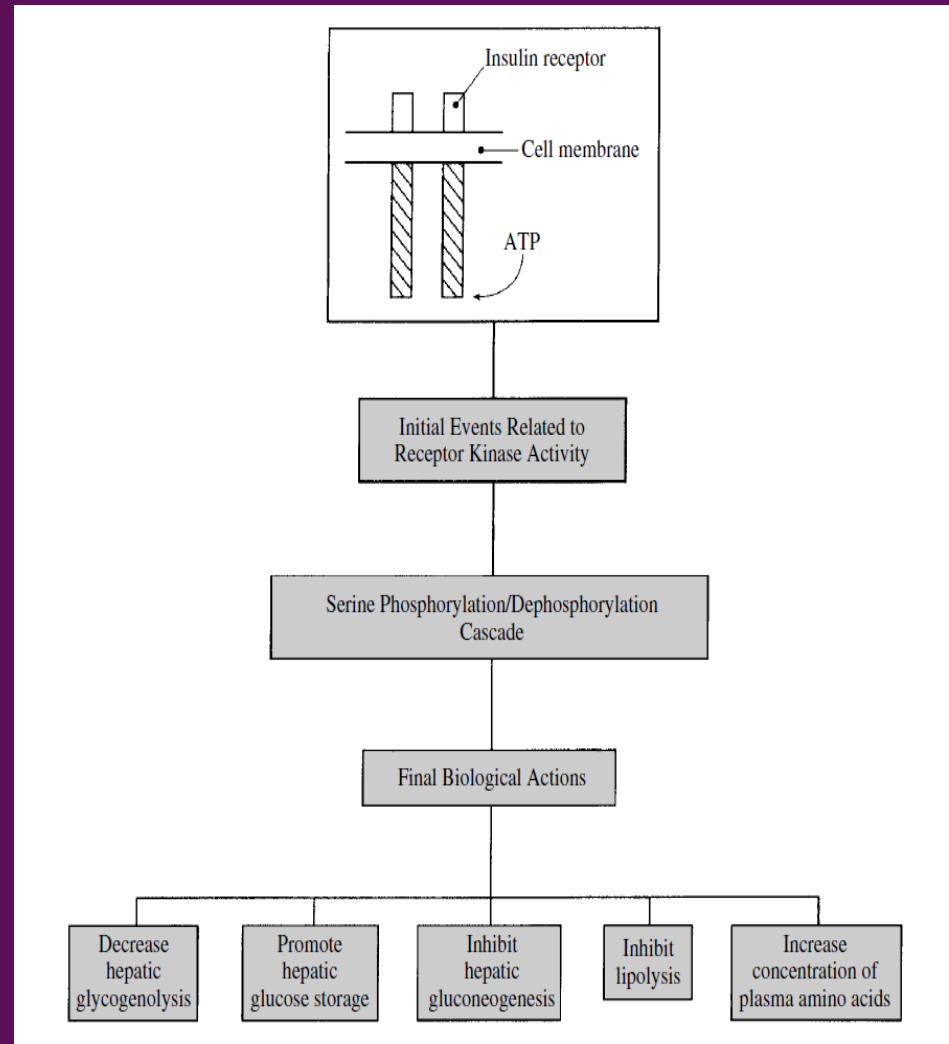 Insulin receptor
Cell membrane
ATP
Initial Events Related to
Receptor Kinase Activity
Serine Phosphorylation/Dephosphorylation
Cascade
Final Biological Actions
Decrease
hepatic
glycogenolysis
Promote
hepatic
glucose storage
Inhibit
hepatic
gluconeogenesis
Inhibit
lipolysis
Increase
concentration of
plasma amino acids